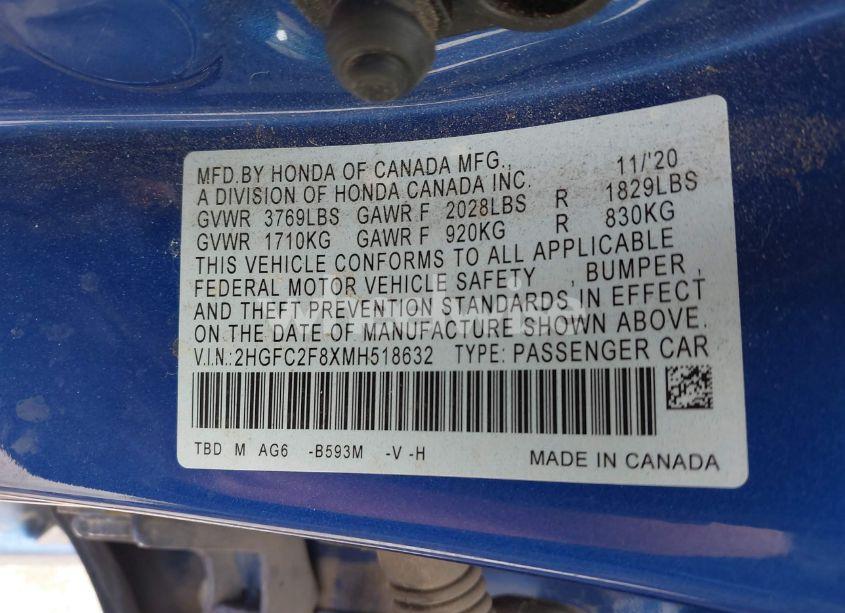 MFD.BY HONDA OF CANADA MFG., 11/'20
A DIVISION OF HONDA CANADA INC.
GVWR 3769LBS GAWR F 2028LBS R 1829LBS
GVWR 1710KG GAWR F 920KG R 830KG
THIS VEHICLE CONFORMS TO ALL APPLICABLE
FEDERAL MOTOR VEHICLE SAFETY , BUMPER ,
AND THEFT PREVENTION STANDARDS IN EFFECT
ON THE DATE OF MANUFACTURE SHOWN ABOVE.
V.I.N.:2HGFC2F8XMH518632 TYPE: PASSENGER CAR
TBD M AG6 -B593M -V -H
MADE IN CANADA